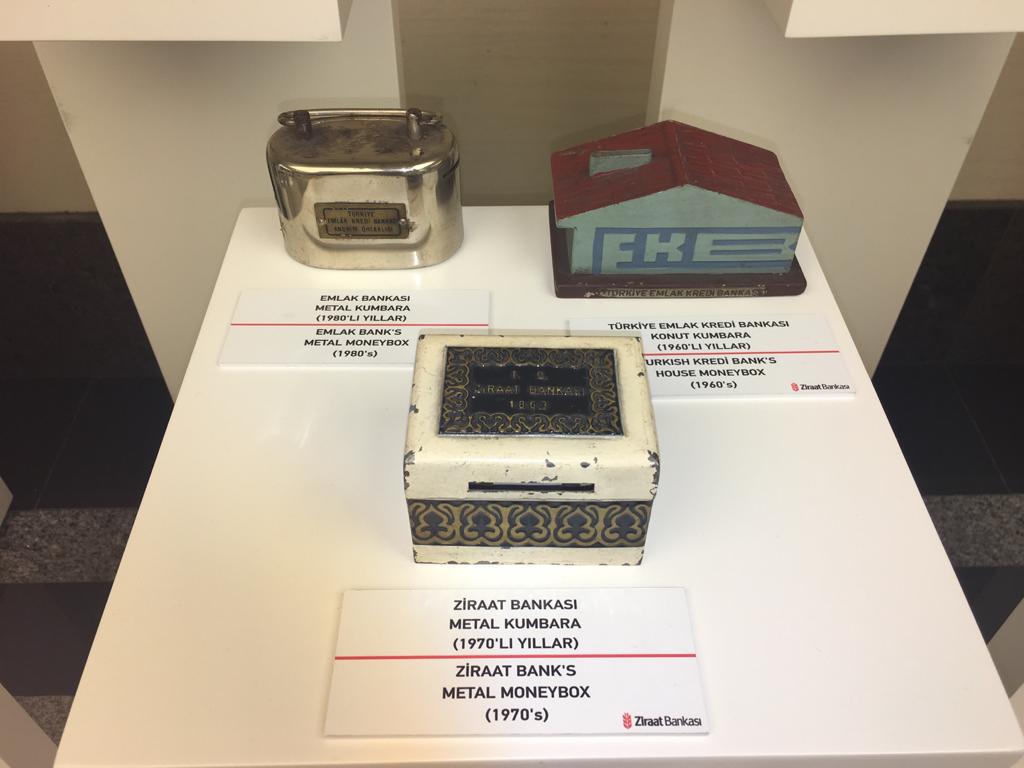 TÜRKİYE
EMLAK KREDİ BANKASI
ANONİM ORTAKLIĞI
EMLAK BANKASI
METAL KUMBARA
(1980'LI YILLAR)
EMLAK BANK'S
METAL MONEYBOX
(1980's)
EKB
TÜRKİYE EMLAK KREDİ BANKASI
TÜRKİYE EMLAK KREDİ BANKASI
KONUT KUMBARA
(1960'LI YILLAR)
URKISH KREDİ BANK'S
HOUSE MONEYBOX
(1960's)
Ziraat Bankası
T. C.
ZİRAAT BANKASI
1863
ZİRAAT BANKASI
METAL KUMBARA
(1970'LI YILLAR)
ZİRAAT BANK'S
METAL MONEYBOX
(1970's)
Ziraat Bankası